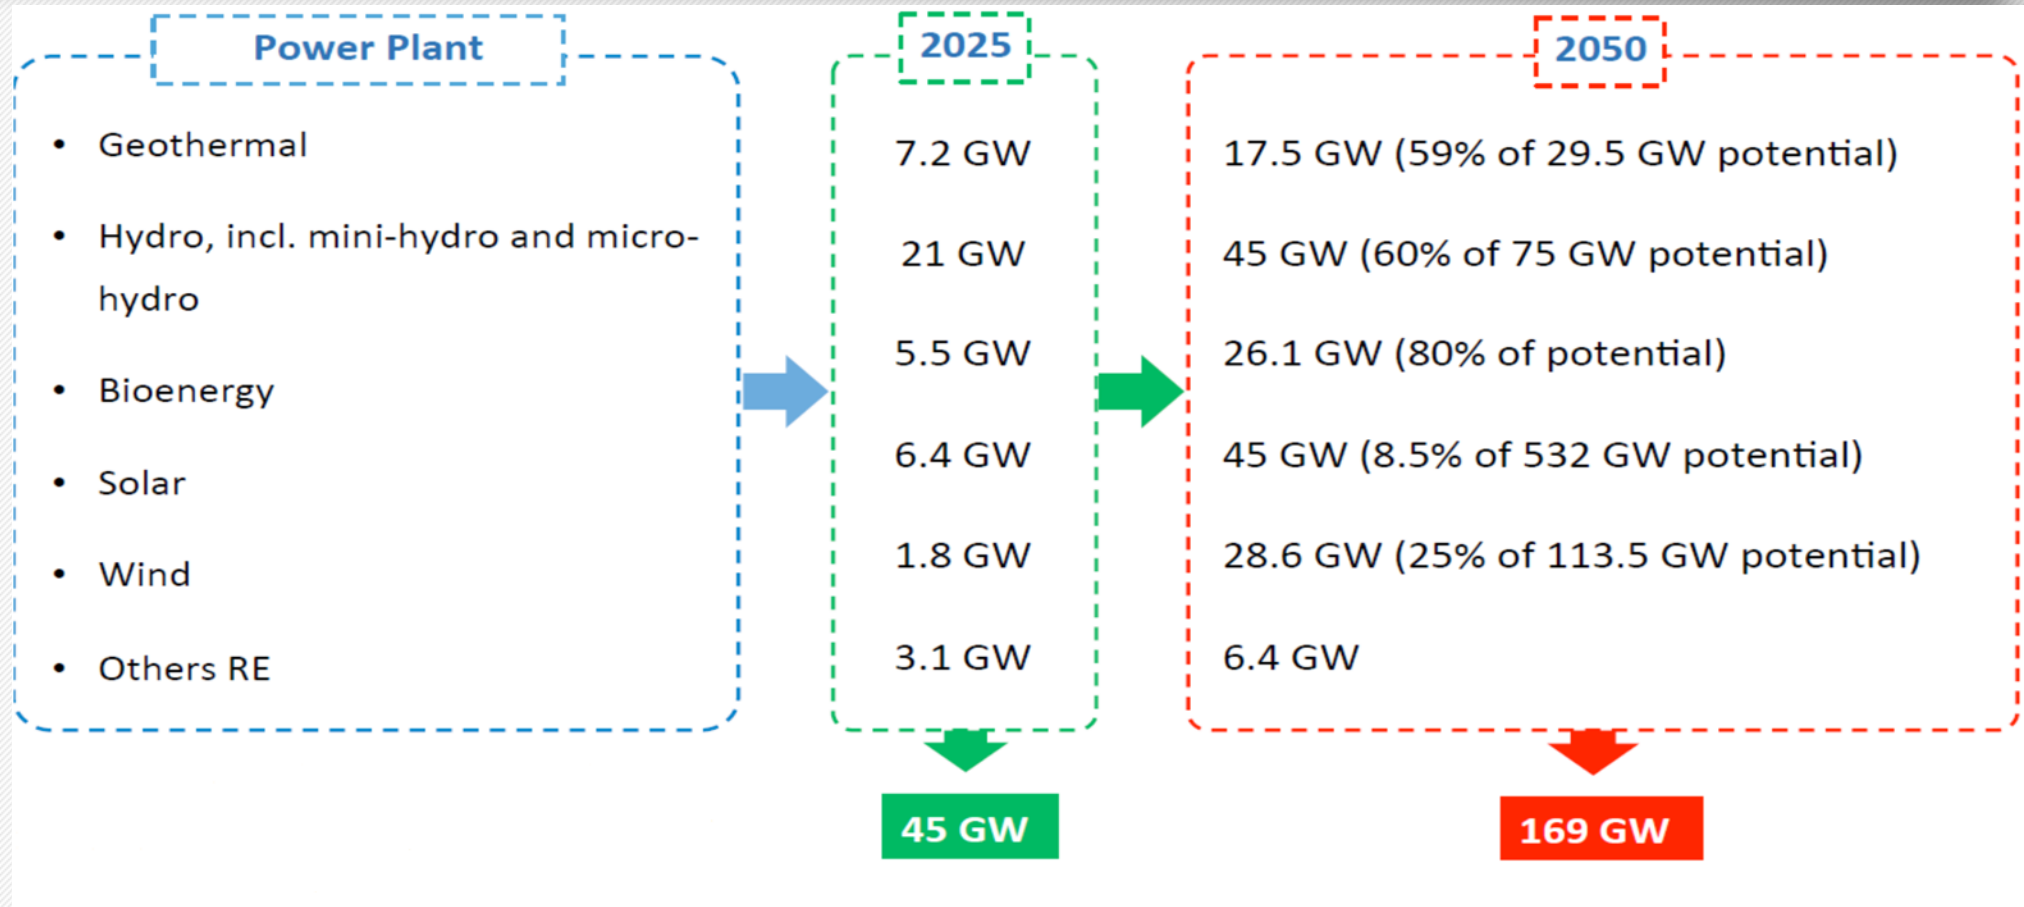 Power Plant
• Geothermal
• Hydro, incl. mini-hydro and micro-
hydro
• Bioenergy
• Solar
• Wind
• Others RE
2025
7.2 GW
21 GW
5.5 GW
6.4 GW
1.8 GW
3.1 GW
45 GW
2050
17.5 GW (59% of 29.5 GW potential)
45 GW (60% of 75 GW potential)
26.1 GW (80% of potential)
45 GW (8.5% of 532 GW potential)
28.6 GW (25% of 113.5 GW potential)
6.4 GW
169 GW